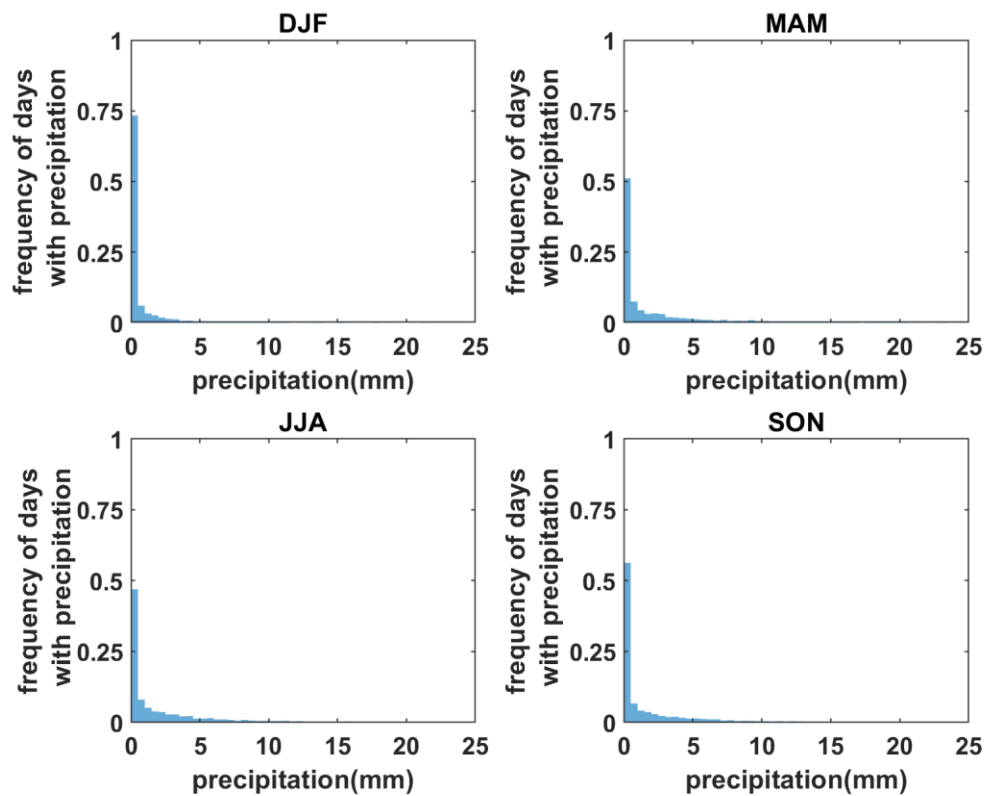 DJF
1
0.75
0.5
0.25
0
frequency of days
with precipitation
0 5 10 15 20 25
precipitation(mm)
MAM
1
0.75
0.5
0.25
0
frequency of days
with precipitation
0 5 10 15 20 25
precipitation(mm)
JJA
1
0.75
0.5
0.25
0
frequency of days
with precipitation
0 5 10 15 20 25
precipitation(mm)
SON
1
0.75
0.5
0.25
0
frequency of days
with precipitation
0 5 10 15 20 25
precipitation(mm)